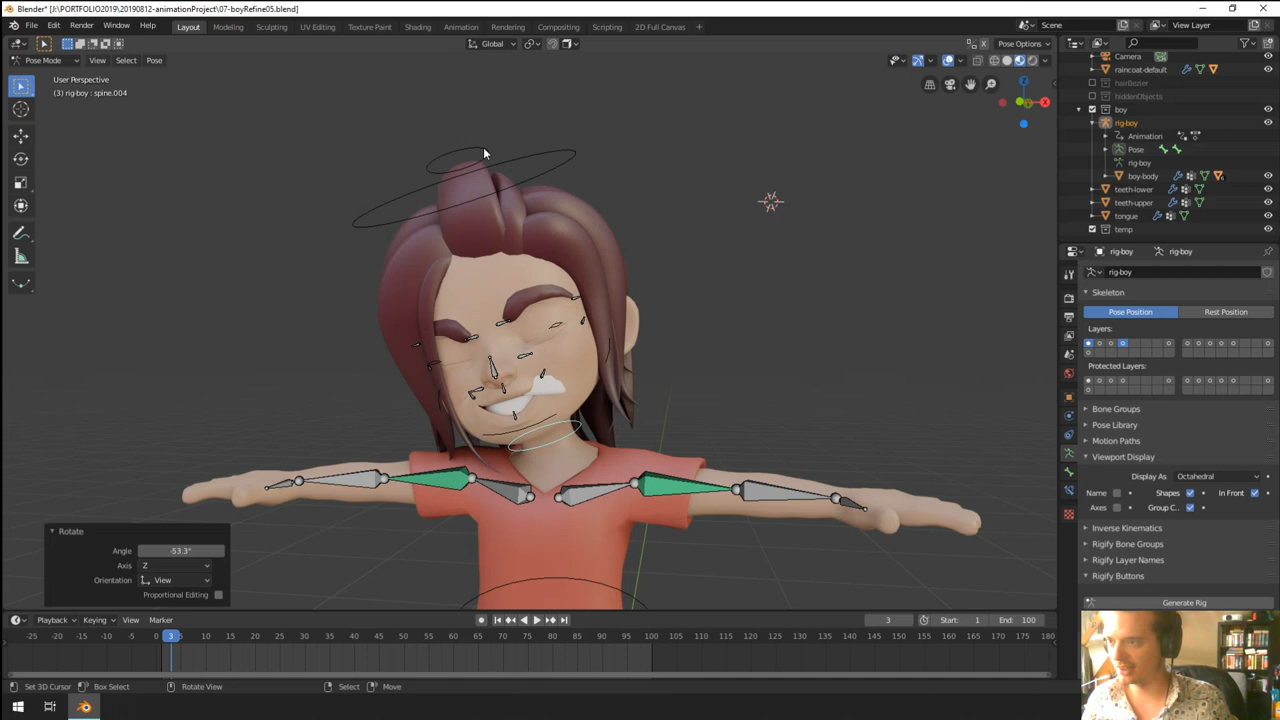 Blender* [J:\PORTFOLIO2019\20190812-animationProject\07-boyRefine05.blend]
File Edit Render Window Help Layout Modeling Sculpting UV Editing Texture Paint Shading Animation Rendering Compositing Scripting 2D Full Canvas + Scene View Layer
Global Pose Options
Pose Mode View Select Pose
User Perspective
(3) rig-boy : spine.004
Z
X
Camera
raincoat-default
hairBezier
hiddenObjects
boy
rig-boy
Animation
Pose
rig-boy
boy-body
teeth-lower
teeth-upper
tongue
temp
rig-boy rig-boy
rig-boy
Skeleton
Pose Position Rest Position
Layers:
Protected Layers:
Bone Groups
Pose Library
Motion Paths
Viewport Display
Display As Octahedral
Name Shapes In Front
Axes Group C..
Inverse Kinematics
Rigify Bone Groups
Rigify Layer Names
Rigify Buttons
Generate Rig
Rotate
Angle -53.3°
Axis Z
Orientation View
Proportional Editing
Playback Keying View Marker 3 Start: 1 End: 100
-25 -20 -15 -10 -5 0 3 5 10 15 20 25 30 35 40 45 50 55 60 65 70 75 80 85 90 95 100 105 110 115 120 125 130 135 140 145 150 155 160 165 170 175 180
Set 3D Cursor Box Select Rotate View Select Move